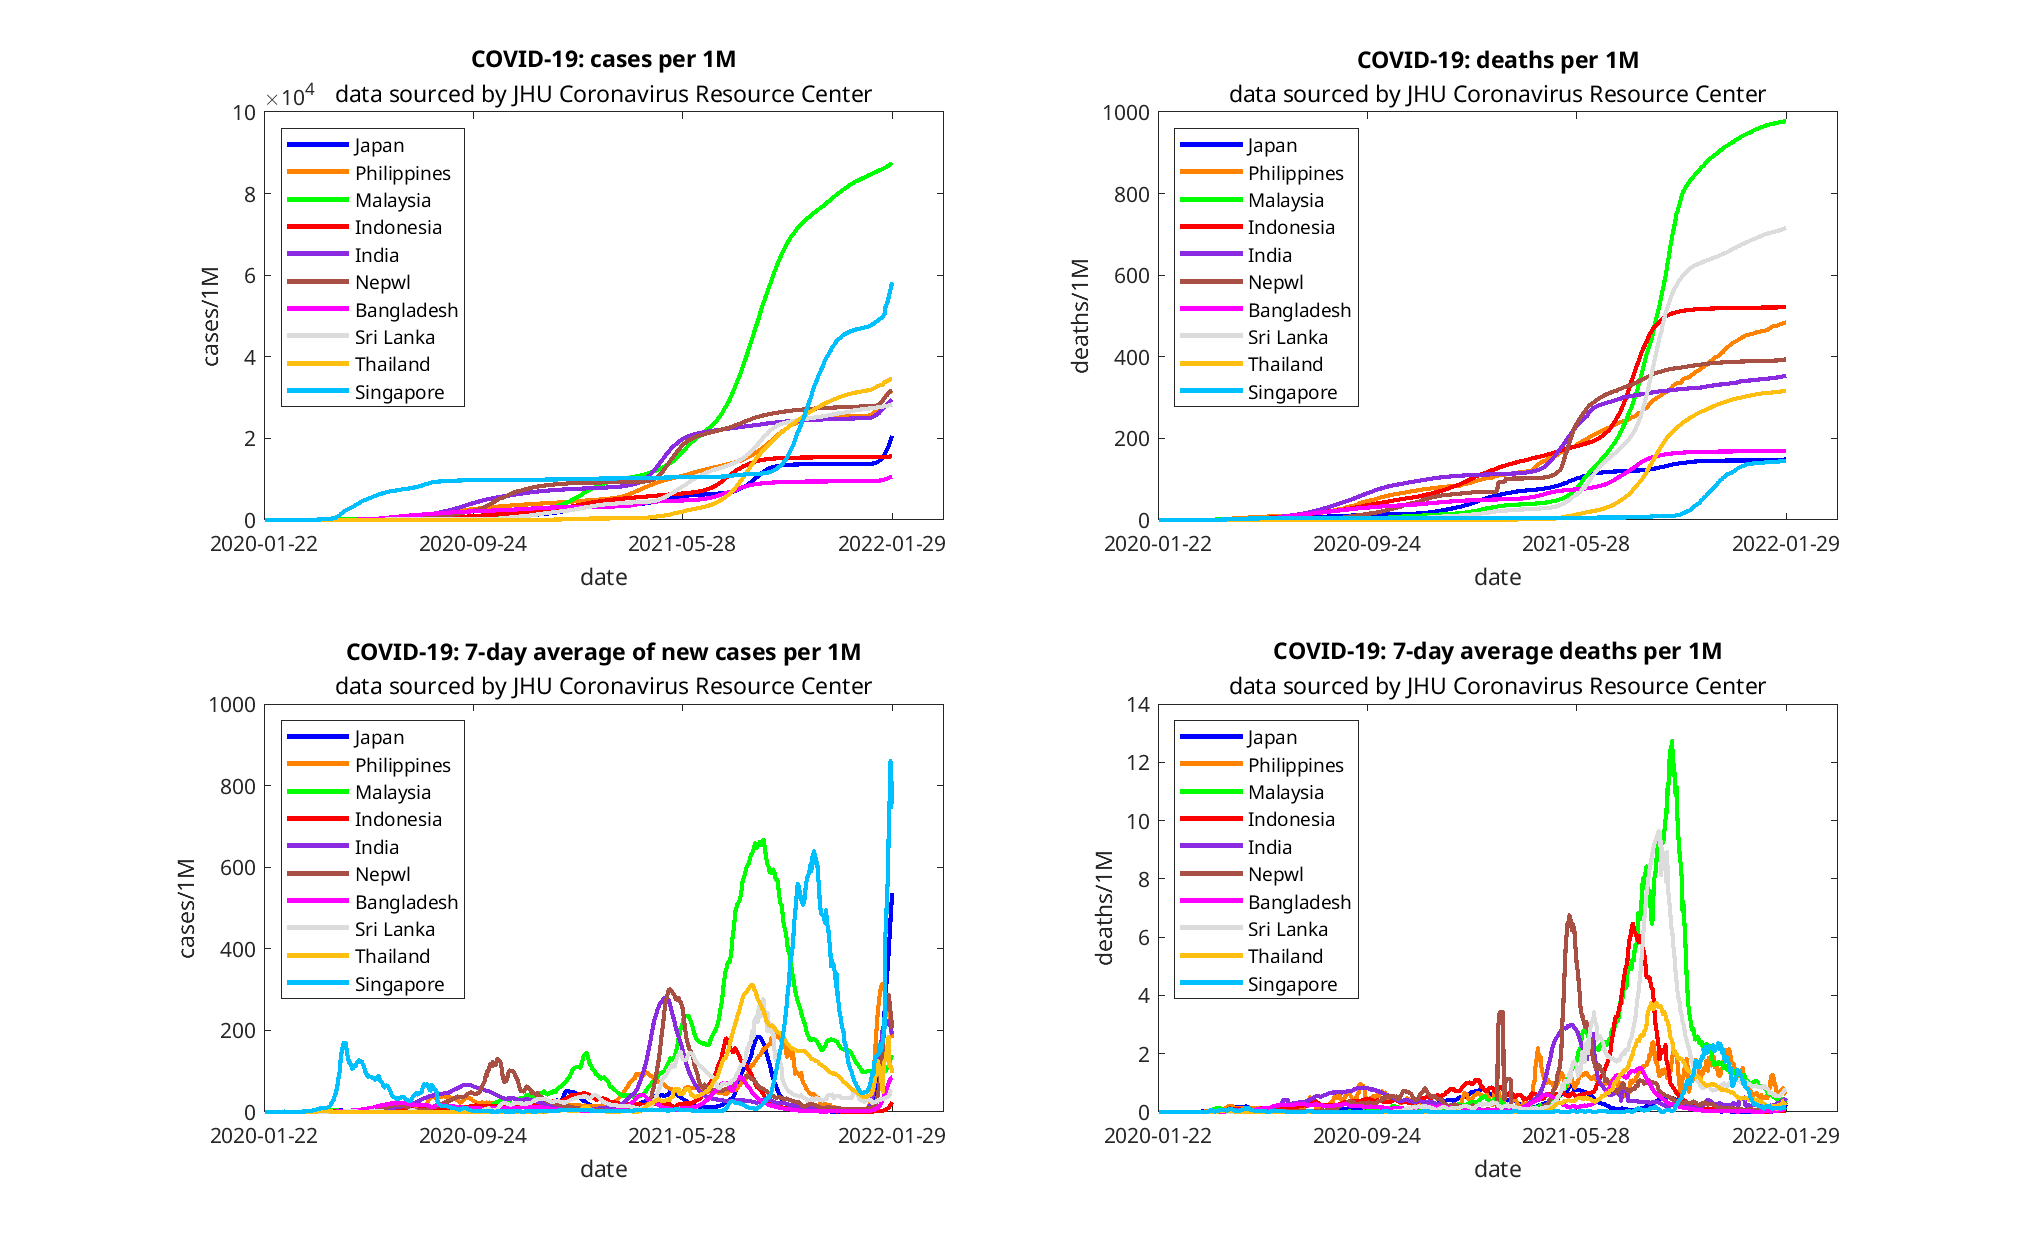 COVID-19: cases per 1M
data sourced by JHU Coronavirus Resource Center
×10^4
10
8
6
4
2
0
cases/1M
Japan
Philippines
Malaysia
Indonesia
India
Nepwl
Bangladesh
Sri Lanka
Thailand
Singapore
2020-01-22 2020-09-24 2021-05-28 2022-01-29
date
COVID-19: deaths per 1M
data sourced by JHU Coronavirus Resource Center
1000
800
600
400
200
0
deaths/1M
Japan
Philippines
Malaysia
Indonesia
India
Nepwl
Bangladesh
Sri Lanka
Thailand
Singapore
2020-01-22 2020-09-24 2021-05-28 2022-01-29
date
COVID-19: 7-day average of new cases per 1M
data sourced by JHU Coronavirus Resource Center
1000
800
600
400
200
0
cases/1M
Japan
Philippines
Malaysia
Indonesia
India
Nepwl
Bangladesh
Sri Lanka
Thailand
Singapore
2020-01-22 2020-09-24 2021-05-28 2022-01-29
date
COVID-19: 7-day average deaths per 1M
data sourced by JHU Coronavirus Resource Center
14
12
10
8
6
4
2
0
deaths/1M
Japan
Philippines
Malaysia
Indonesia
India
Nepwl
Bangladesh
Sri Lanka
Thailand
Singapore
2020-01-22 2020-09-24 2021-05-28 2022-01-29
date